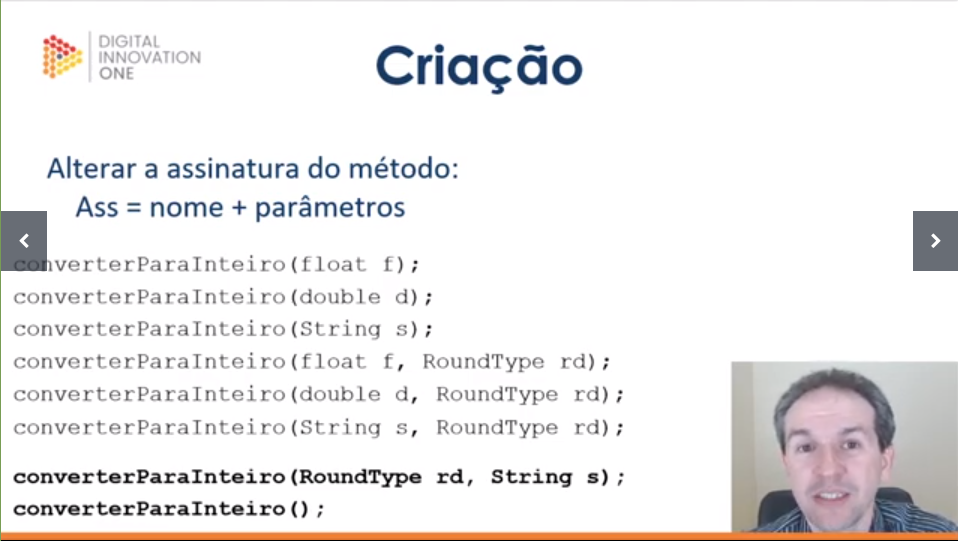 DIGITAL
INNOVATION
ONE
Criação
Alterar a assinatura do método:
Ass = nome + parâmetros
converterParaInteiro(float f);
converterParaInteiro(double d);
converterParaInteiro(String s);
converterParaInteiro(float f, RoundType rd);
converterParaInteiro(double d, RoundType rd);
converterParaInteiro(String s, RoundType rd);
converterParaInteiro(RoundType rd, String s);
converterParaInteiro();